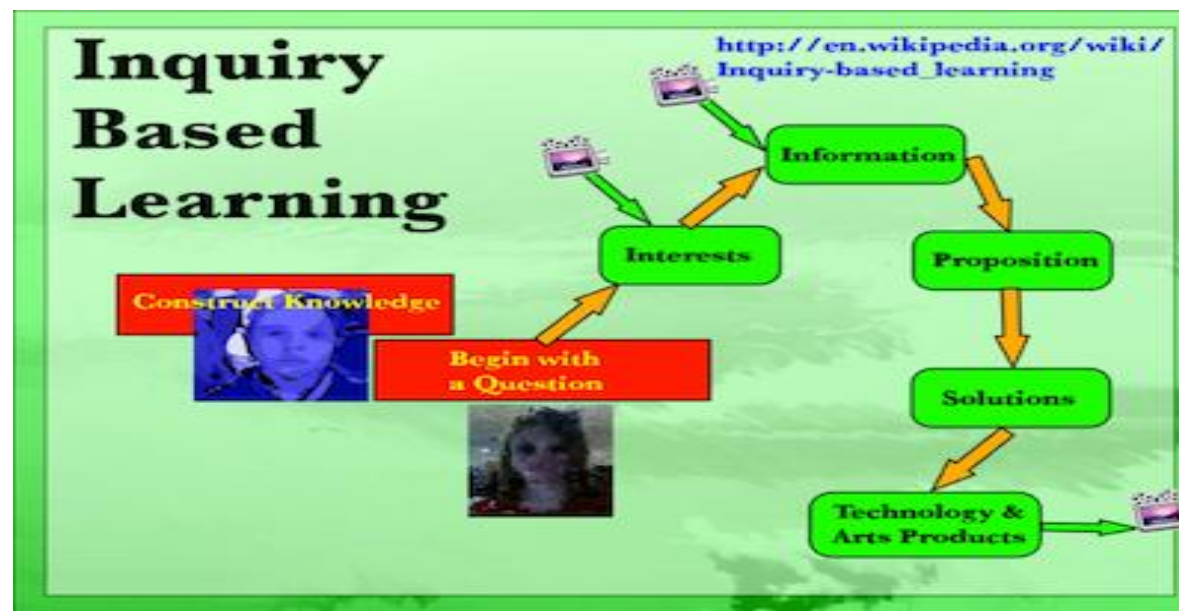 Inquiry
Based
Learning
http://en.wikipedia.org/wiki/
Inquiry-based_learning
Information
Interests
Proposition
Construct Knowledge
Begin with
a Question
Solutions
Technology &
Arts Products